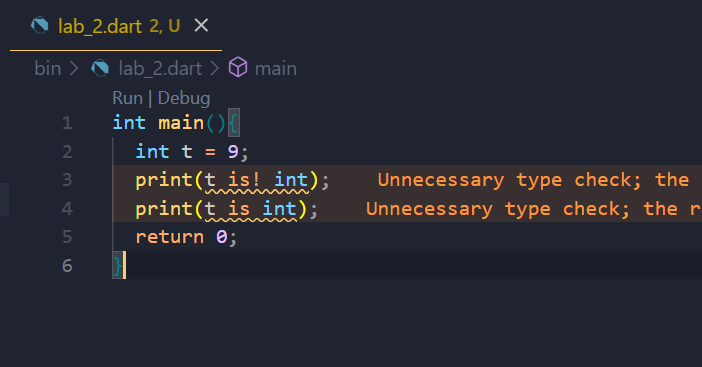 lab_2.dart 2, U
bin > lab_2.dart > main
Run | Debug
1 int main(){
2 int t = 9;
3 print(t is! int); Unnecessary type check; the
4 print(t is int); Unnecessary type check; the r
5 return 0;
6 }